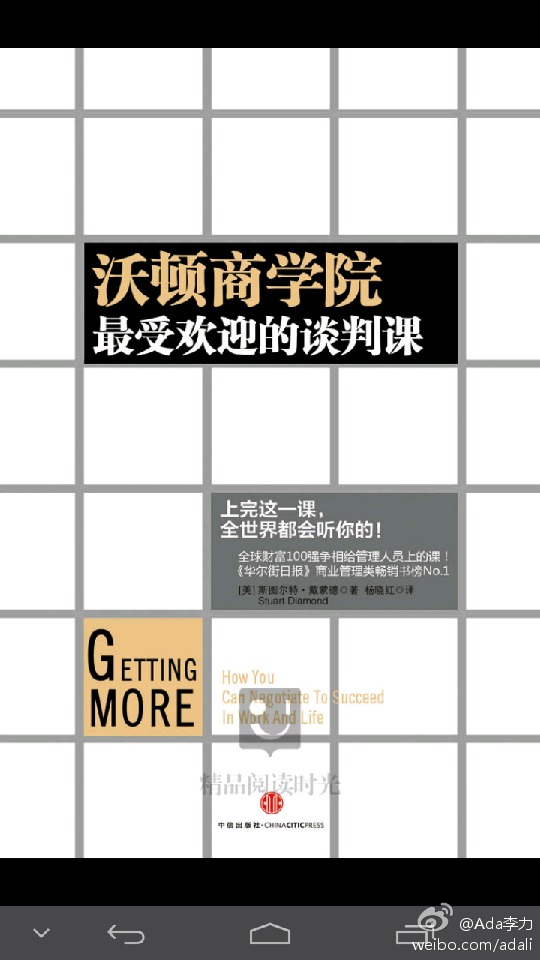 沃顿商学院
最受欢迎的谈判课
上完这一课，
全世界都会听你的！
全球财富100强争相给管理人员上的课！
《华尔街日报》商业管理类畅销书榜No.1
[美] 斯图尔特·戴蒙德◎著 杨晓红◎译
Stuart Diamond
GETTING
MORE
How You
Can Negotiate To Succeed
In Work And Life
精品阅读时光
中信出版社·CHINACITICPRESS
@Ada李力
weibo.com/adali